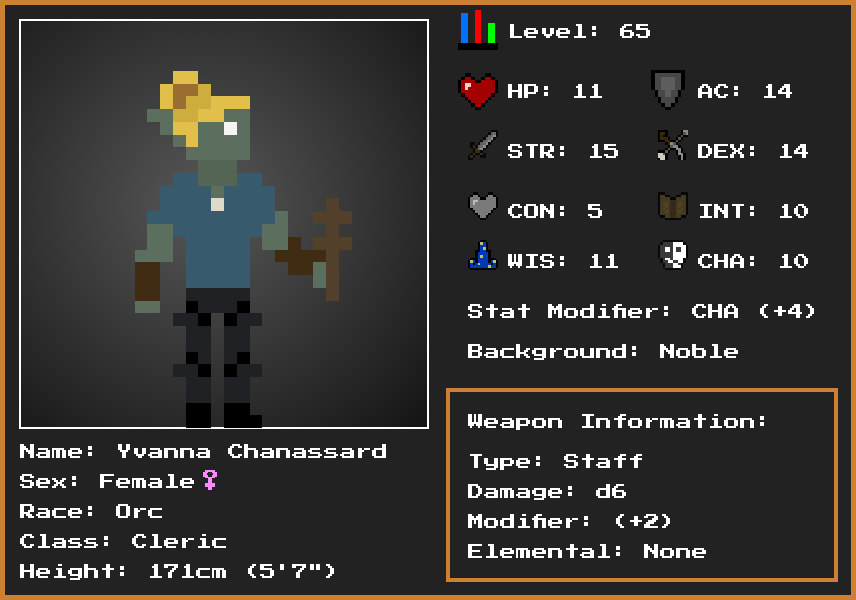 Level: 65
HP: 11
AC: 14
STR: 15
DEX: 14
CON: 5
INT: 10
WIS: 11
CHA: 10
Stat Modifier: CHA (+4)
Background: Noble
Weapon Information:
Type: Staff
Damage: d6
Modifier: (+2)
Elemental: None
Name: Yvanna Chanassard
Sex: Female♀
Race: Orc
Class: Cleric
Height: 171cm (5'7")